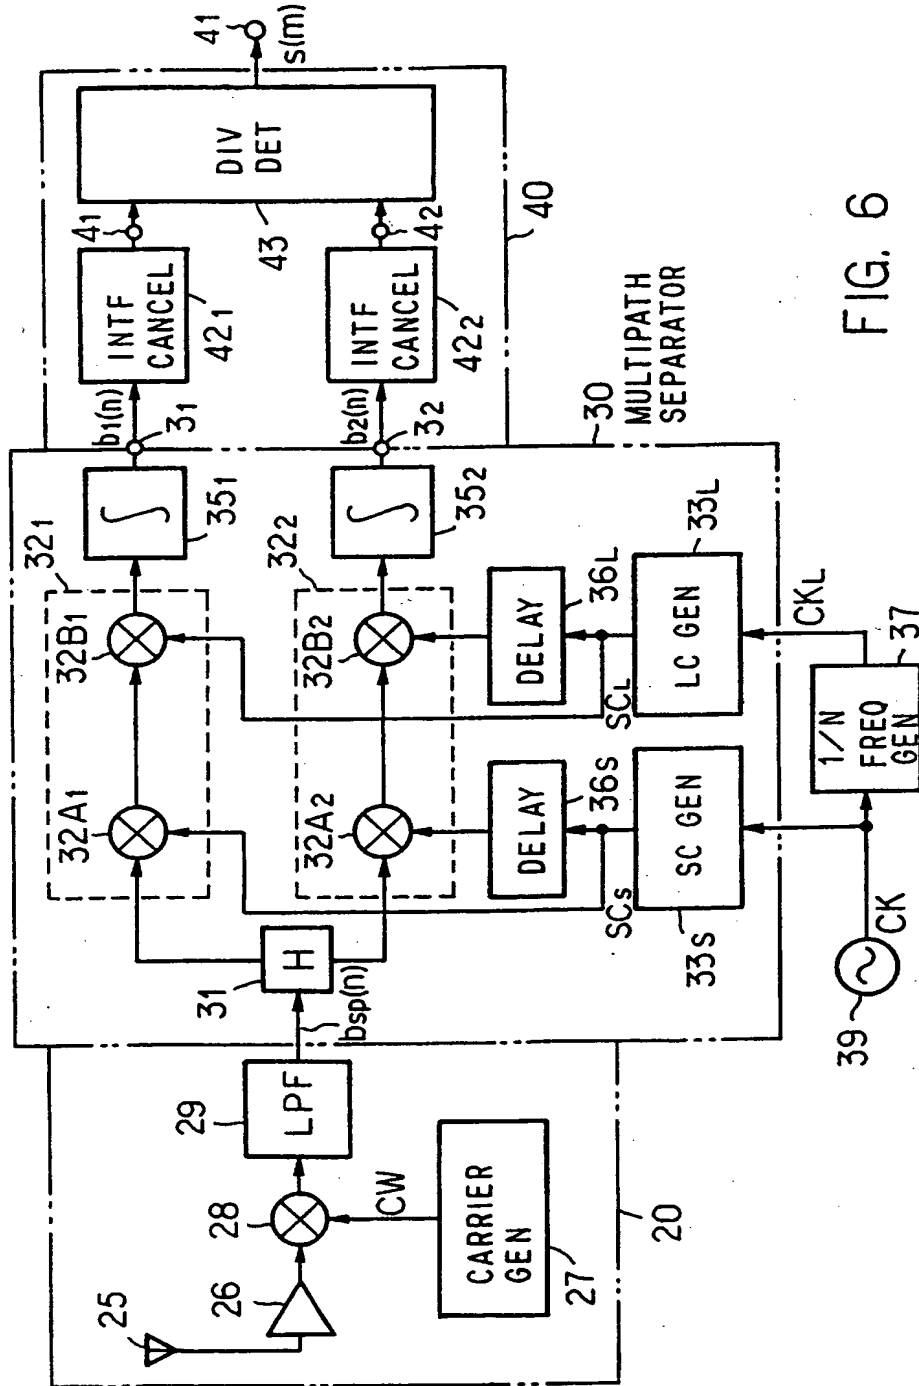 25
26
28
CARRIER
GEN
27
CW
29
LPF
20
bsp(n)
31
H
32A1
32B1
321
32A2
32B2
322
351
352
DELAY
36S
DELAY
36L
SCS
SCL
SC GEN
33S
LC GEN
33L
CK
CKL
39
1/N
FREQ
GEN
37
30
MULTIPATH
SEPARATOR
b1(n)
31
b2(n)
32
INTF
CANCEL
421
INTF
CANCEL
422
41
42
DIV
DET
43
40
41
s(m)
FIG. 6